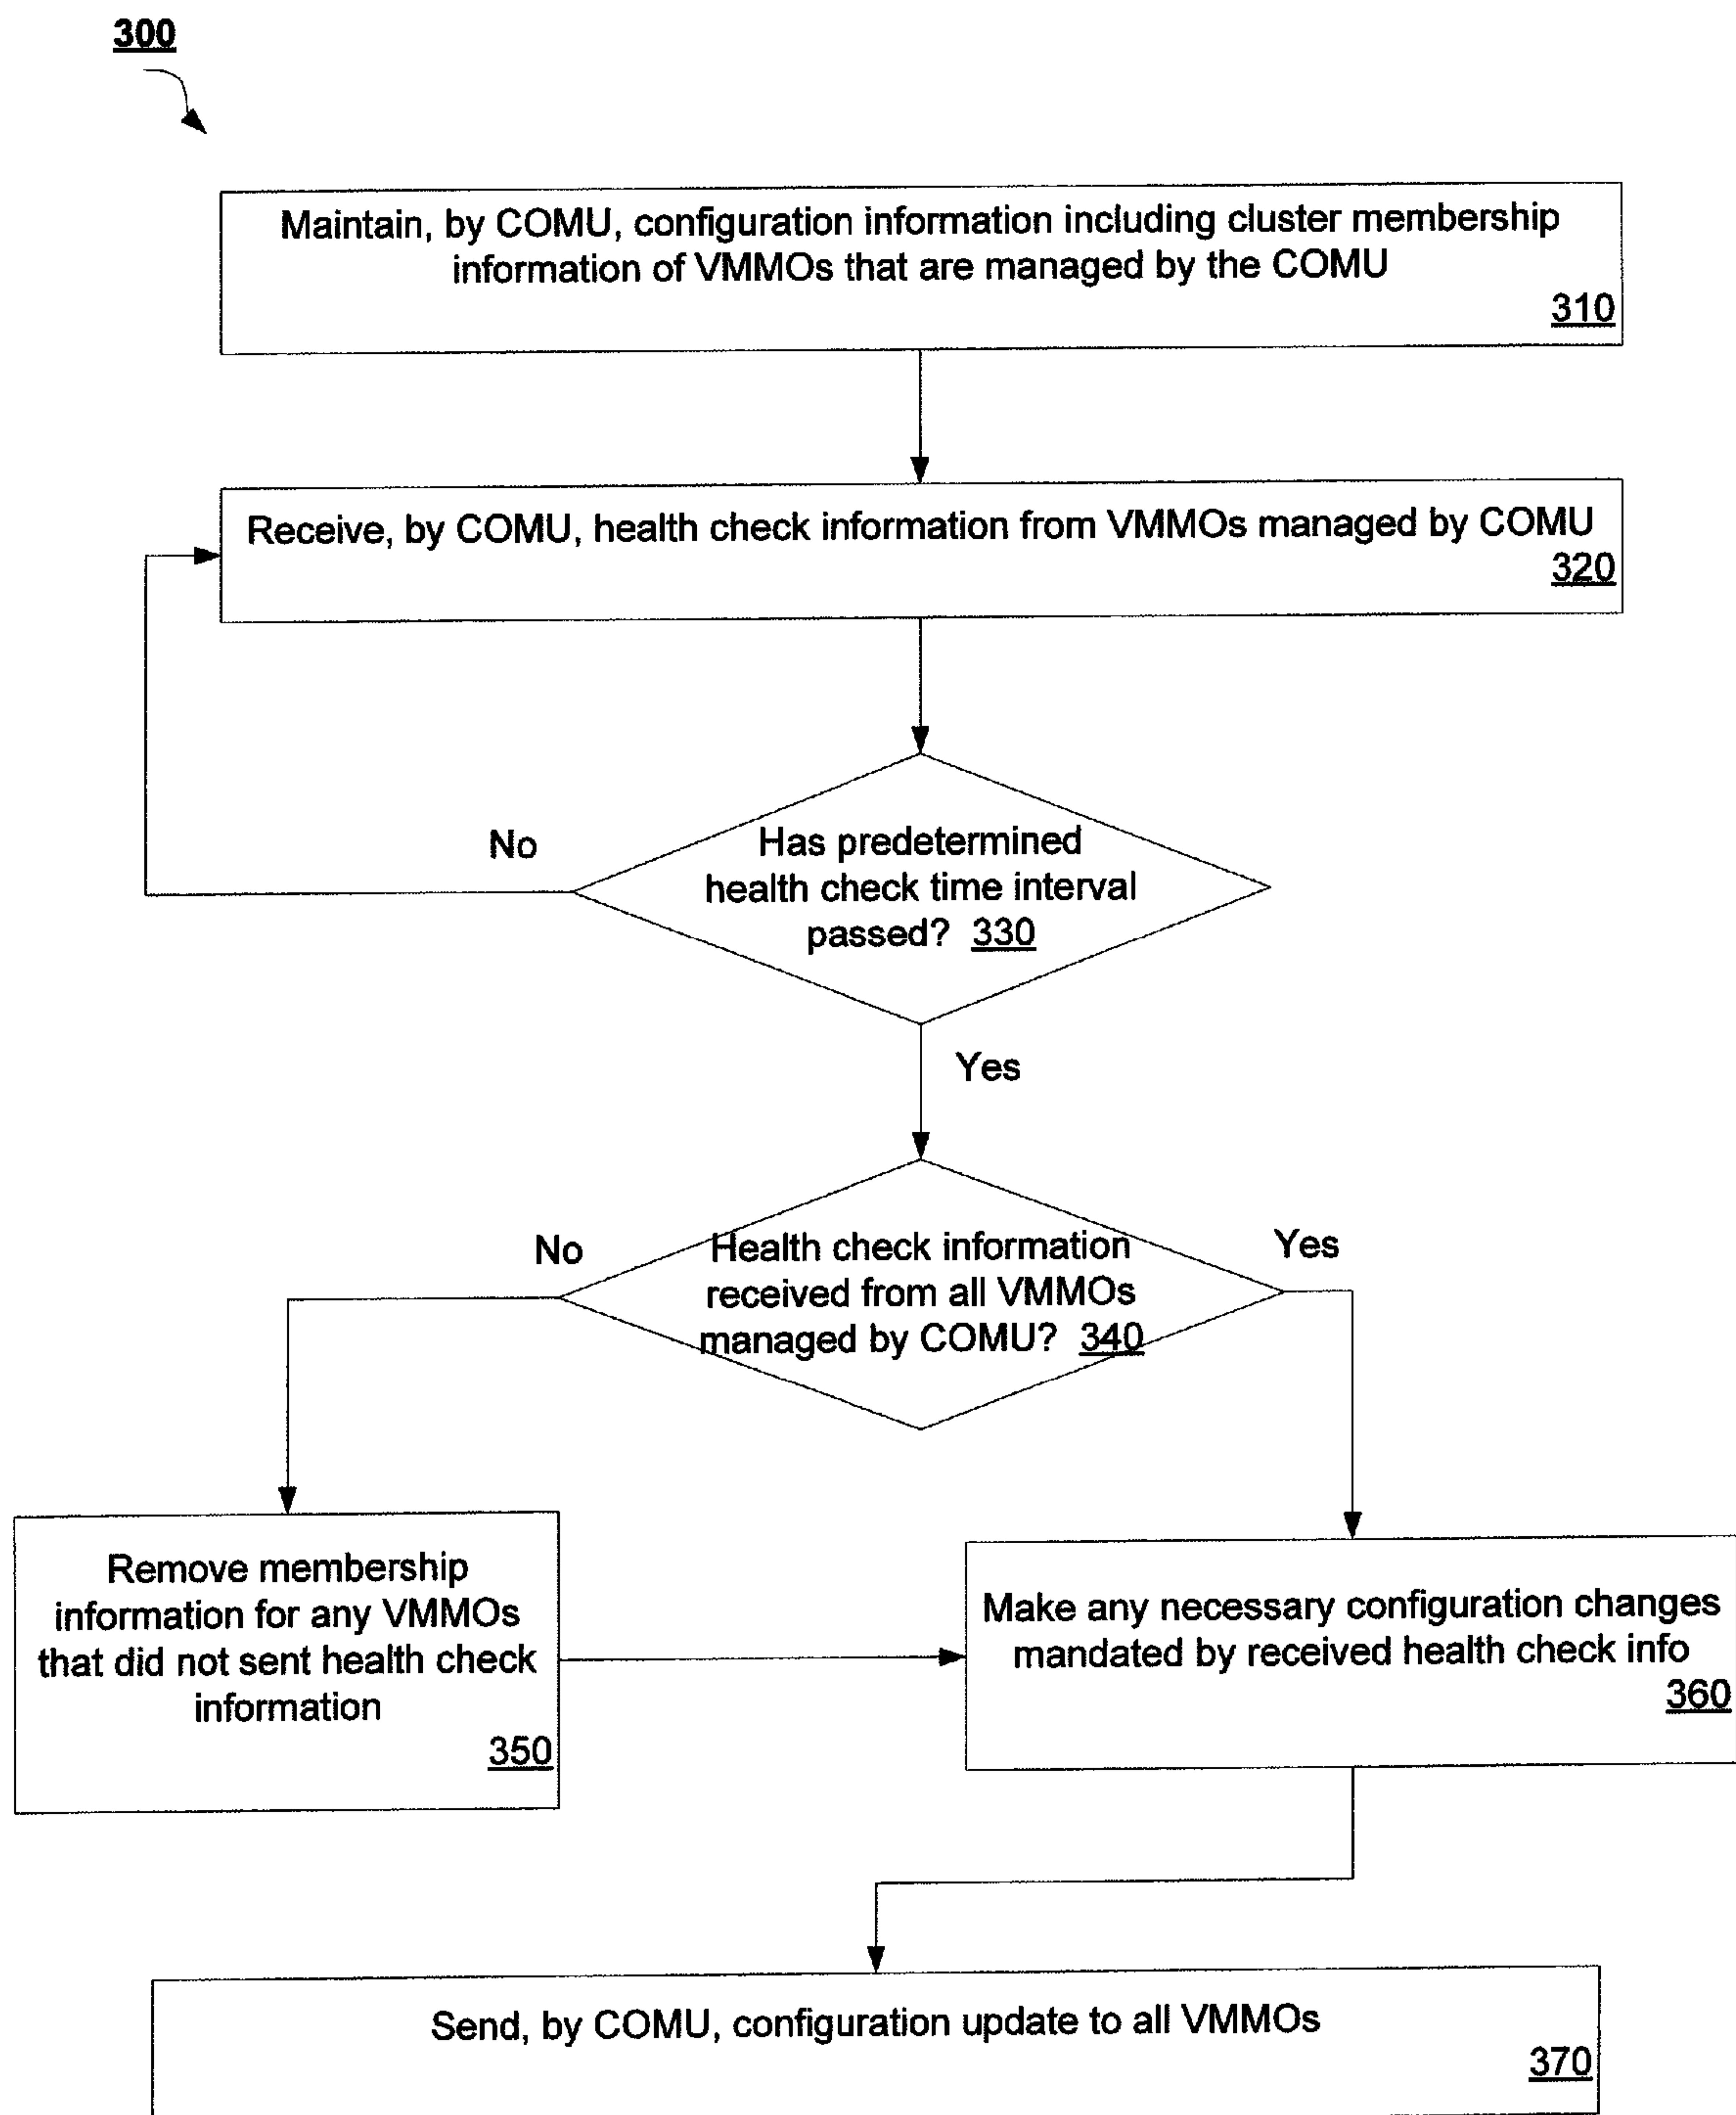 300
Maintain, by COMU, configuration information including cluster membership
information of VMMOs that are managed by the COMU
310
Receive, by COMU, health check information from VMMOs managed by COMU
320
No
Has predetermined
health check time interval
passed? 330
Yes
No
Health check information
received from all VMMOs
managed by COMU? 340
Yes
Remove membership
information for any VMMOs
that did not sent health check
information
350
Make any necessary configuration changes
mandated by received health check info
360
Send, by COMU, configuration update to all VMMOs
370